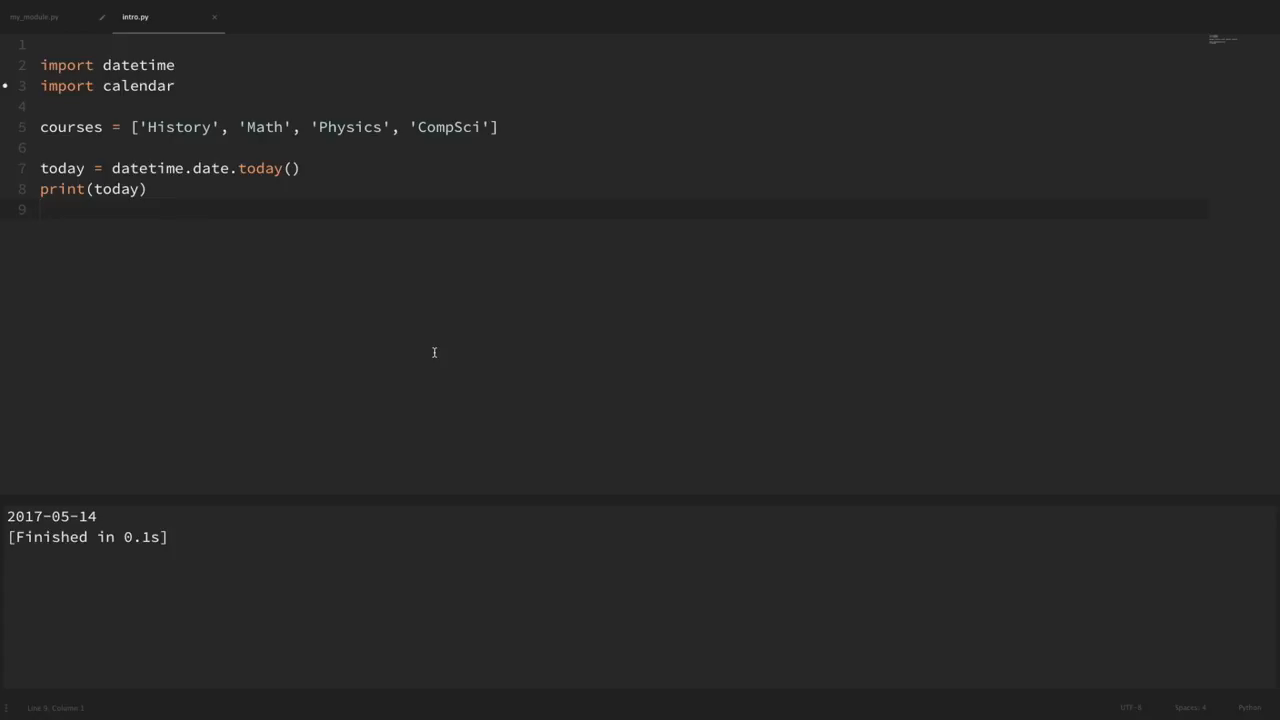 my_module.py
intro.py
1
2 import datetime
3 import calendar
4
5 courses = ['History', 'Math', 'Physics', 'CompSci']
6
7 today = datetime.date.today()
8 print(today)
9
2017-05-14
[Finished in 0.1s]
Line 9, Column 1
UTF-8
Spaces: 4
Python